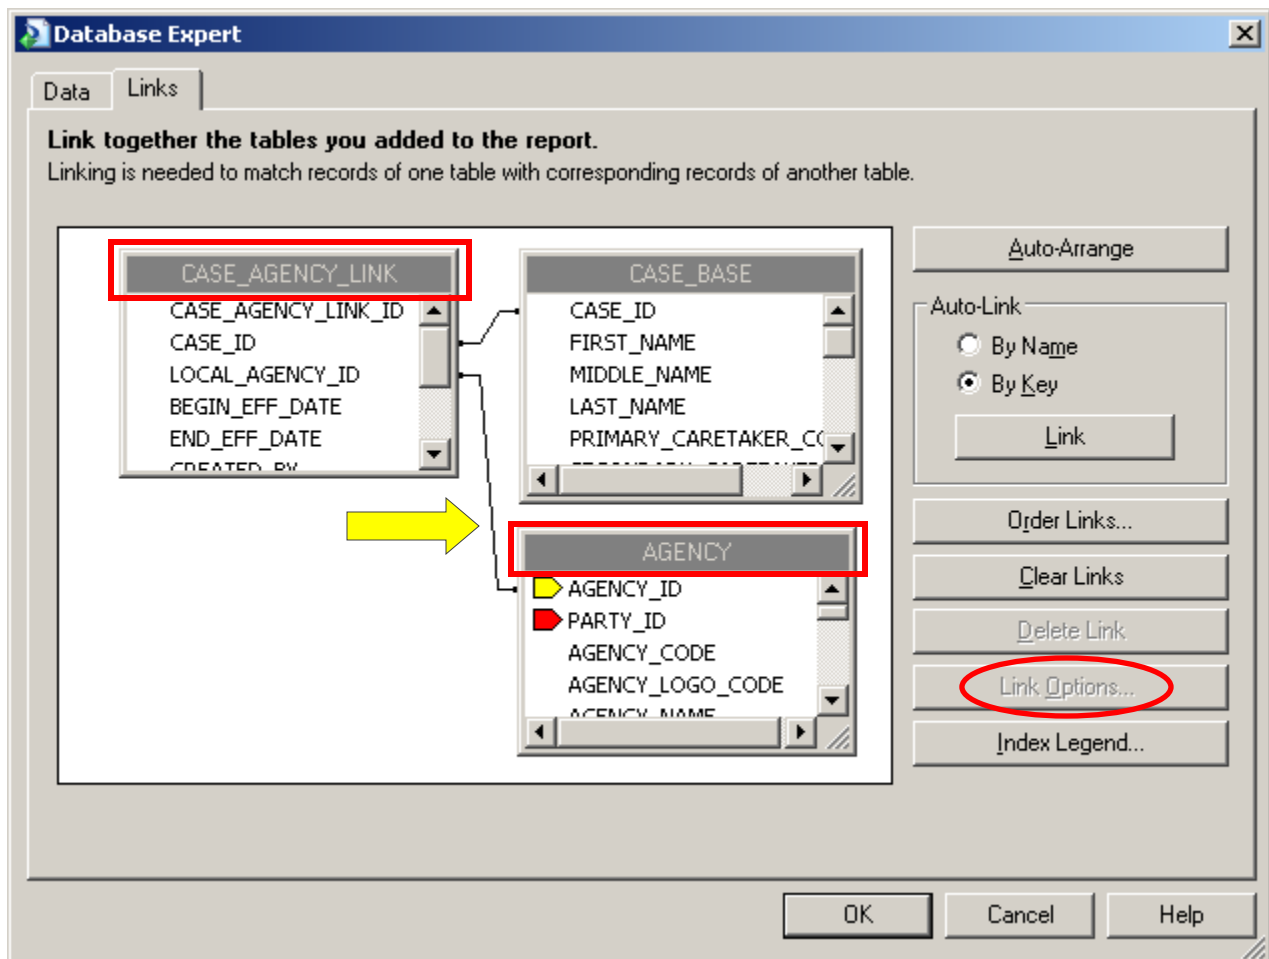 Database Expert
Data
Links
Link together the tables you added to the report.
Linking is needed to match records of one table with corresponding records of another table.
CASE_AGENCY_LINK
CASE_AGENCY_LINK_ID
CASE_ID
LOCAL_AGENCY_ID
BEGIN_EFF_DATE
END_EFF_DATE
CREATED_BY
CASE_BASE
CASE_ID
FIRST_NAME
MIDDLE_NAME
LAST_NAME
PRIMARY_CARETAKER_CO
AGENCY
AGENCY_ID
PARTY_ID
AGENCY_CODE
AGENCY_LOGO_CODE
AGENCY_NAME
Auto-Arrange
Auto-Link
By Name
By Key
Link
Order Links...
Clear Links
Delete Link
Link Options...
Index Legend...
OK
Cancel
Help